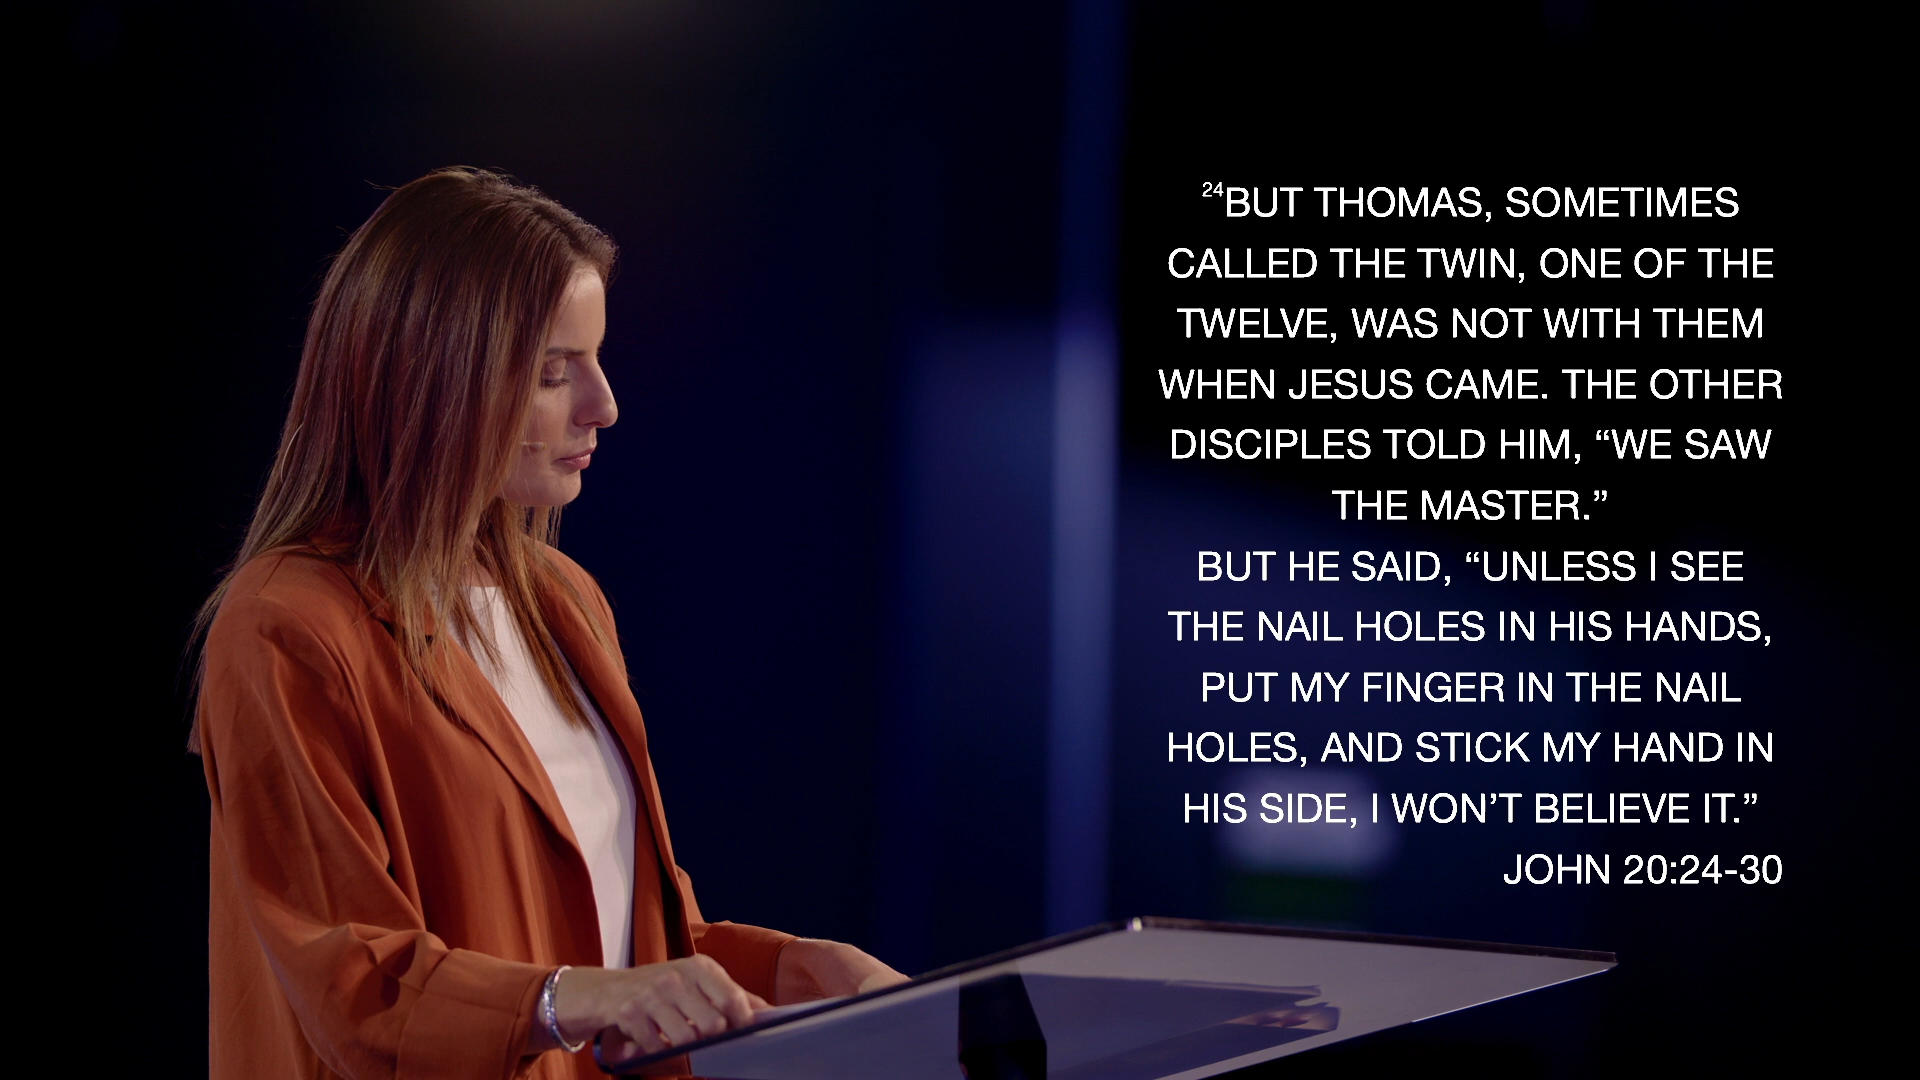 24BUT THOMAS, SOMETIMES
CALLED THE TWIN, ONE OF THE
TWELVE, WAS NOT WITH THEM
WHEN JESUS CAME. THE OTHER
DISCIPLES TOLD HIM, “WE SAW
THE MASTER.”
BUT HE SAID, “UNLESS I SEE
THE NAIL HOLES IN HIS HANDS,
PUT MY FINGER IN THE NAIL
HOLES, AND STICK MY HAND IN
HIS SIDE, I WON’T BELIEVE IT.”
JOHN 20:24-30